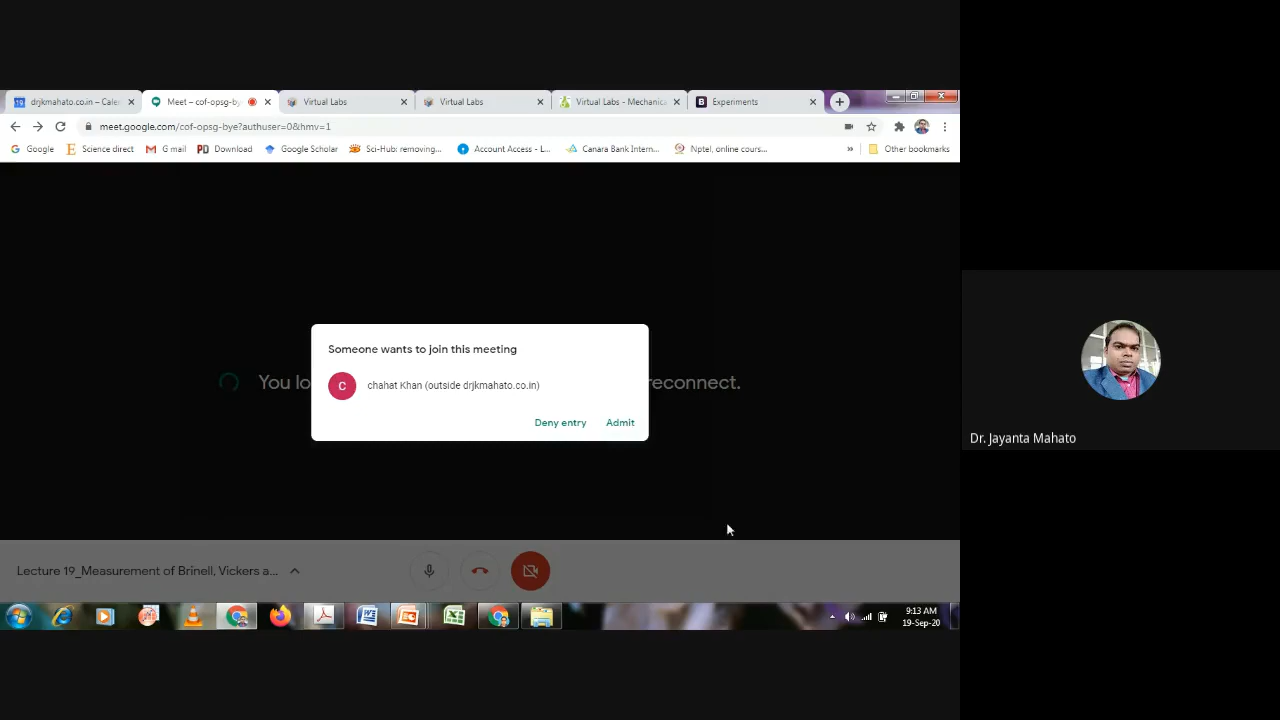 drjkmahato.co.in – Cale
Meet – cof-opsg-by
Virtual Labs
Virtual Labs
Virtual Labs - Mechanica
Experiments
meet.google.com/cof-opsg-bye?authuser=0&hmv=1
Google
Science direct
G mail
Download
Google Scholar
Sci-Hub: removing...
Account Access - L...
Canara Bank Intern...
Nptel, online cours...
»
Other bookmarks
You lo
reconnect.
Someone wants to join this meeting
C
chahat Khan (outside drjkmahato.co.in)
Deny entry
Admit
Dr. Jayanta Mahato
Lecture 19_Measurement of Brinell, Vickers a...
9:13 AM
19-Sep-20